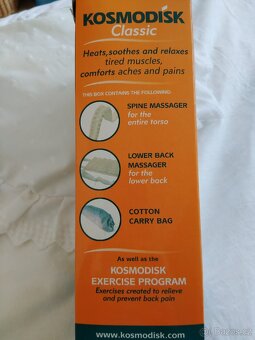 KOSMODISK
Classic
Heats,soothes and relaxes
tired muscles,
comforts aches and pains
THIS BOX CONTAINS THE FOLLOWING:
SPINE MASSAGER
for the
entire torso
LOWER BACK
MASSAGER
for the
lower back
COTTON
CARRY BAG
As well as the
KOSMODISK
EXERCISE PROGRAM
Exercises created to relieve
and prevent back pain
www.kosmodisk.com